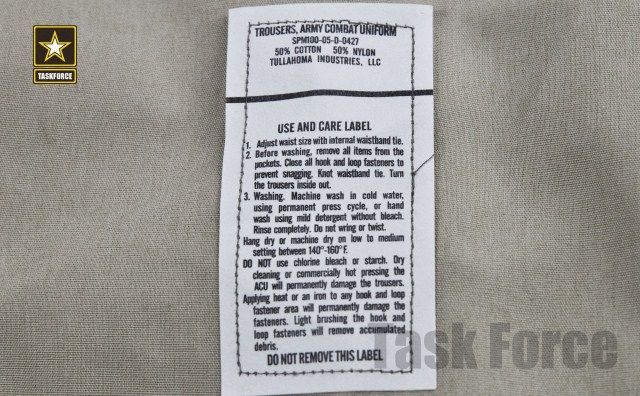 TASKFORCE
TROUSERS, ARMY COMBAT UNIFORM
SPM100-05-D-0427
50% COTTON 50% NYLON
TULLAHOMA INDUSTRIES, LLC
USE AND CARE LABEL
1. Adjust waist size with internal waistband tie.
2. Before washing, remove all items from the
pockets. Close all hook and loop fasteners to
prevent snagging. Knot waistband tie. Turn
the trousers inside out.
3. Washing. Machine wash in cold water,
using permanent press cycle, or hand
wash using mild detergent without bleach.
Rinse completely. Do not wring or twist.
Hang dry or machine dry on low to medium
setting between 140°-160°F.
DO NOT use chlorine bleach or starch. Dry
cleaning or commercially hot pressing the
ACU will permanently damage the trousers.
Applying heat or an iron to any hook and loop
fastener area will permanently damage the
fasteners. Light brushing the hook and
loop fasteners will remove accumulated
debris.
DO NOT REMOVE THIS LABEL
Task Force